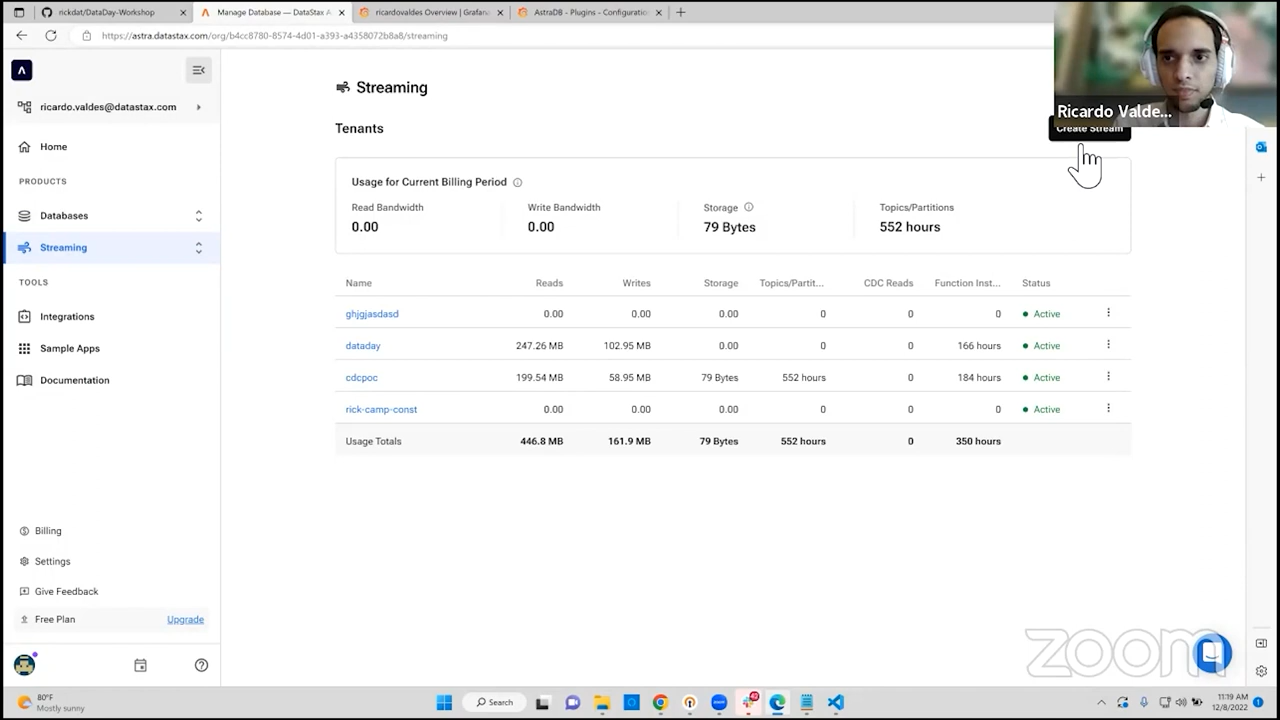 rickdat/DataDay-Workshop
Manage Database — DataStax A
ricardovaldes Overview | Grafana
AstraDB - Plugins - Configuratio
https://astra.datastax.com/org/b4cc8780-8574-4d01-a393-a4358072b8a8/streaming
Ricardo Valde...
ricardo.valdes@datastax.com
Home
PRODUCTS
Databases
Streaming
TOOLS
Integrations
Sample Apps
Documentation
Billing
Settings
Give Feedback
Free Plan Upgrade
Streaming
Tenants
Create Stream
Usage for Current Billing Period
Read Bandwidth Write Bandwidth Storage Topics/Partitions
0.00 0.00 79 Bytes 552 hours
Name Reads Writes Storage Topics/Partit... CDC Reads Function Inst... Status
ghjgjasdasd 0.00 0.00 0.00 0 0 0 Active
dataday 247.26 MB 102.95 MB 0.00 0 0 166 hours Active
cdcpoc 199.54 MB 58.95 MB 79 Bytes 552 hours 0 184 hours Active
rick-camp-const 0.00 0.00 0.00 0 0 0 Active
Usage Totals 446.8 MB 161.9 MB 79 Bytes 552 hours 0 350 hours
zoom
80°F
Mostly sunny
Search
11:19 AM
12/8/2022